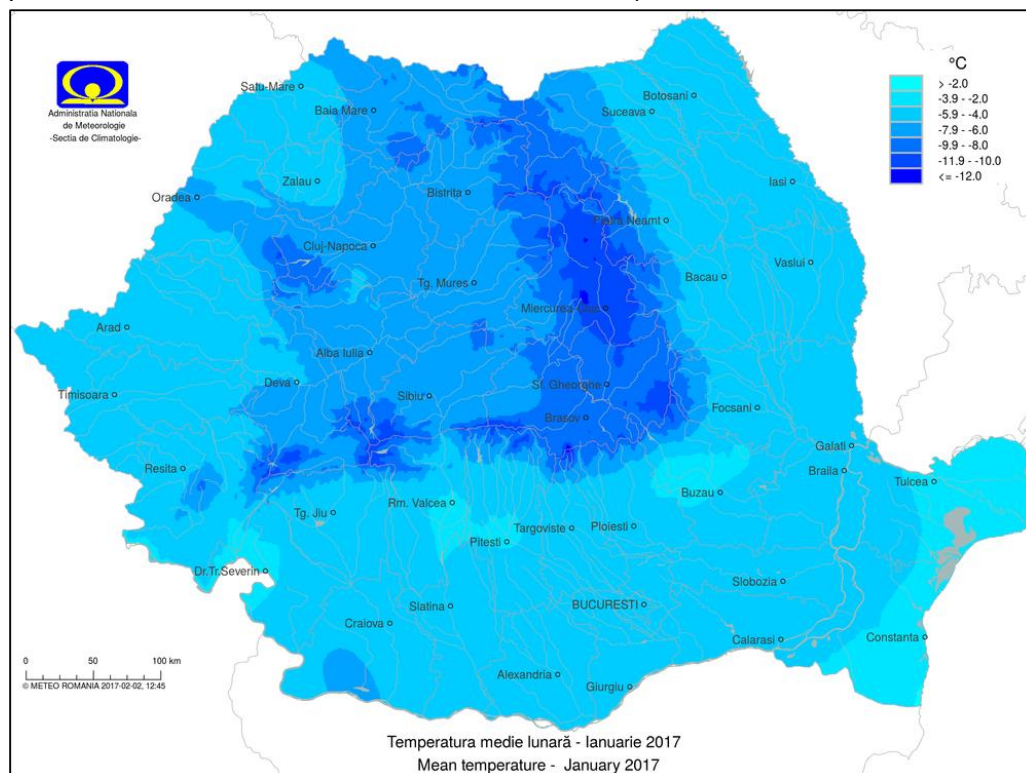 Administratia Nationala
de Meteorologie
-Sectia de Climatologie-
°C
> -2.0
-3.9 - -2.0
-5.9 - -4.0
-7.9 - -6.0
-9.9 - -8.0
-11.9 - -10.0
<= -12.0
Satu-Mare
Baia Mare
Botosani
Suceava
Zalau
Bistrita
Iasi
Oradea
Piatra Neamt
Cluj-Napoca
Vasiui
Tg. Mures
Bacau
Miercurea-Ciuc
Arad
Alba Iulia
Deva
Sf. Gheorghe
Timisoara
Sibiu
Focsani
Brasov
Galati
Resita
Braila
Tulcea
Buzau
Rm. Valcea
Tg. Jiu
Targoviste
Ploiesti
Pitesti
Dr.Tr.Severin
Slobozia
Slatina
BUCURESTI
Craiova
Calarasi
Constanta
0 50 100 km
Alexandria
Giurgiu
© METEO ROMANIA 2017-02-02, 12:45
Temperatura medie lunară - Ianuarie 2017
Mean temperature - January 2017